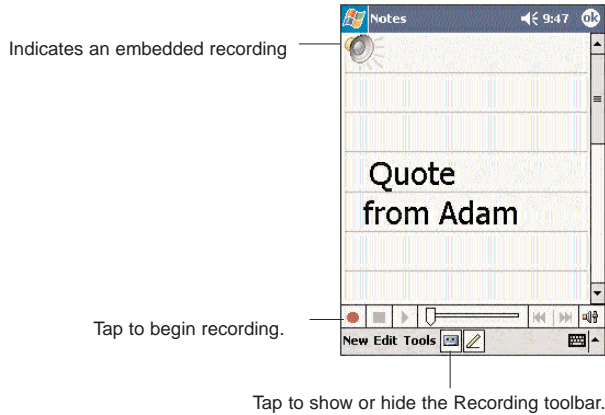 Notes 9:47 ok
Indicates an embedded recording
Quote
from Adam
Tap to begin recording.
New Edit Tools
Tap to show or hide the Recording toolbar.